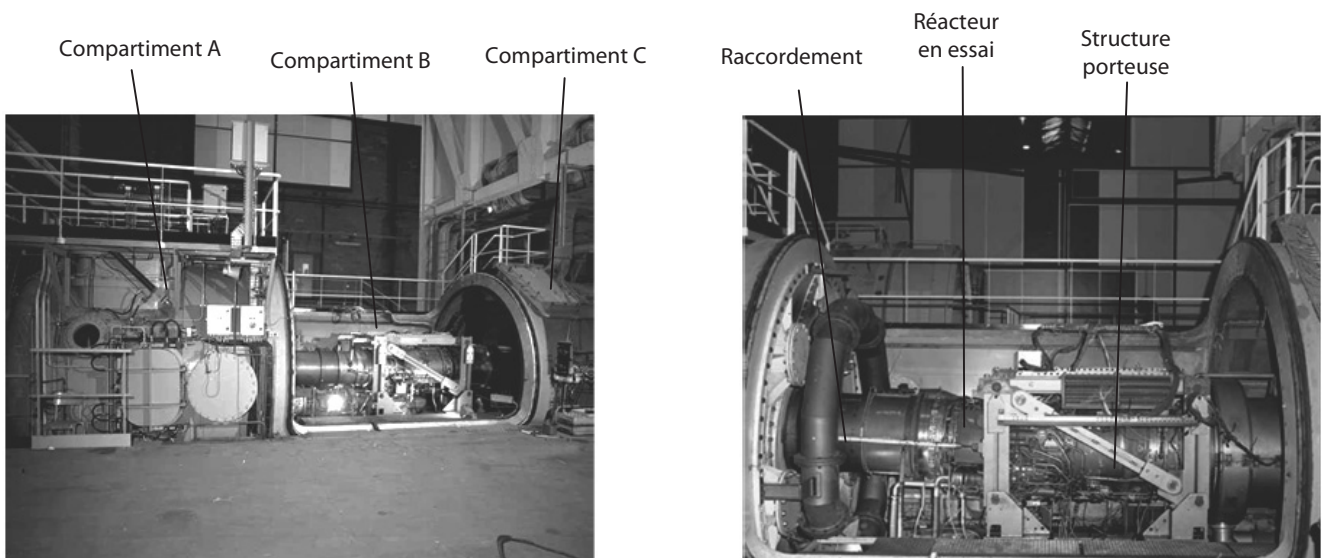 Compartiment A
Compartiment B
Compartiment C
Raccordement
Réacteur
en essai
Structure
porteuse